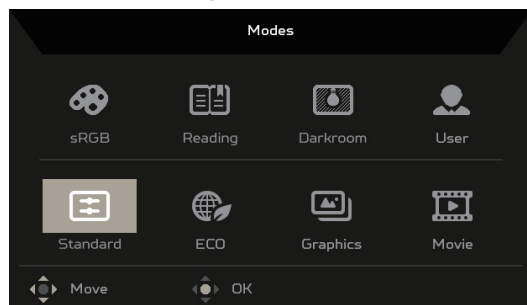 Modes
sRGB Reading Darkroom User
Standard ECO Graphics Movie
Move OK